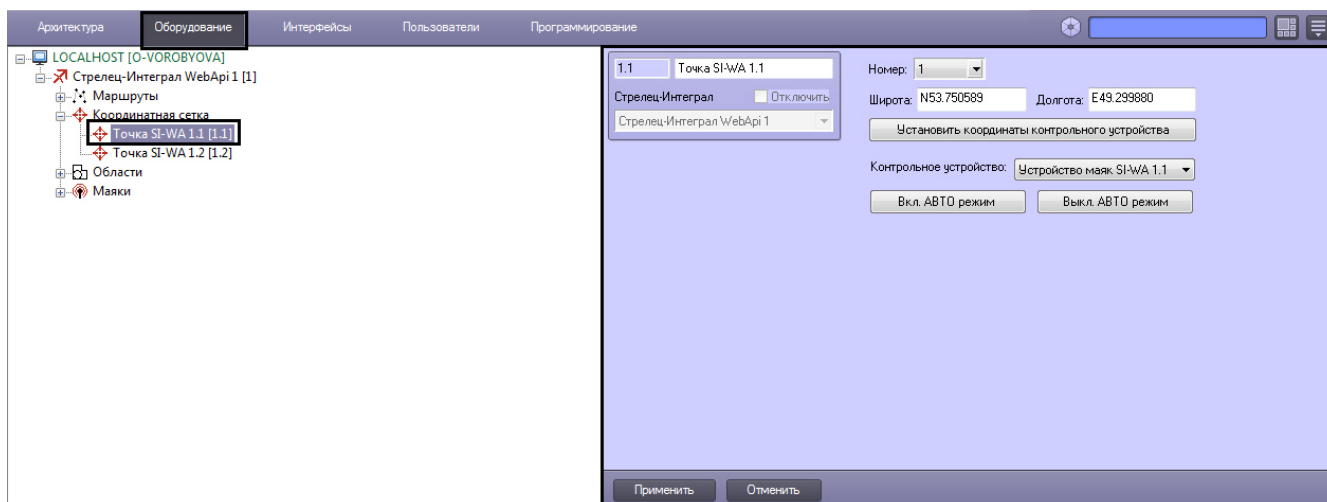 Архитектура Оборудование Интерфейсы Пользователи Программирование
LOCALHOST [O-VOROBYOVA]
Стрелец-Интеграл WebApi 1 [1]
Маршруты
Координатная сетка
Точка SI-WA 1.1 [1.1]
Точка SI-WA 1.2 [1.2]
Области
Маяки
1.1 Точка SI-WA 1.1
Стрелец-Интеграл Отключить
Стрелец-Интеграл WebApi 1
Номер: 1
Широта: N53.750589 Долгота: E49.299880
Установить координаты контрольного устройства
Контрольное устройство: Устройство маяк SI-WA 1.1
Вкл. АВТО режим Выкл. АВТО режим
Применить Отменить